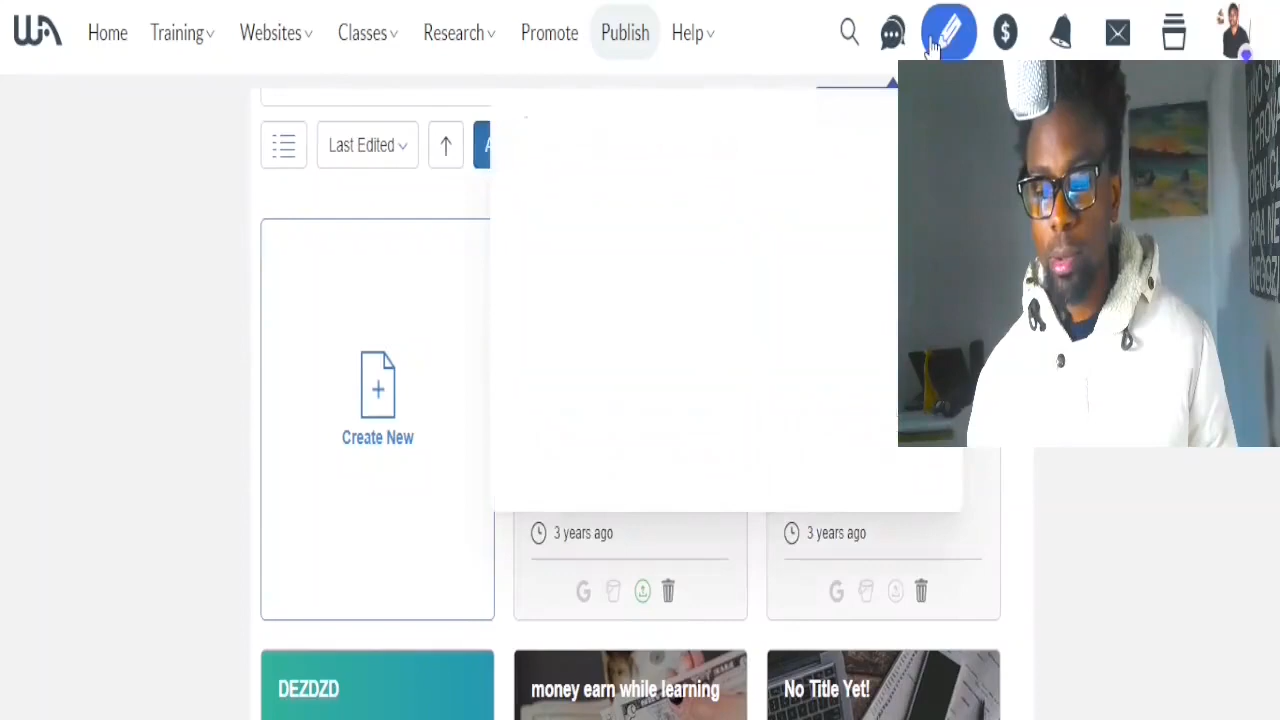 WA Home Training Websites Classes Research Promote Publish Help
$
Last Edited
A
Create New
3 years ago
3 years ago
G
G
DEZDZD
money earn while learning
No Title Yet!